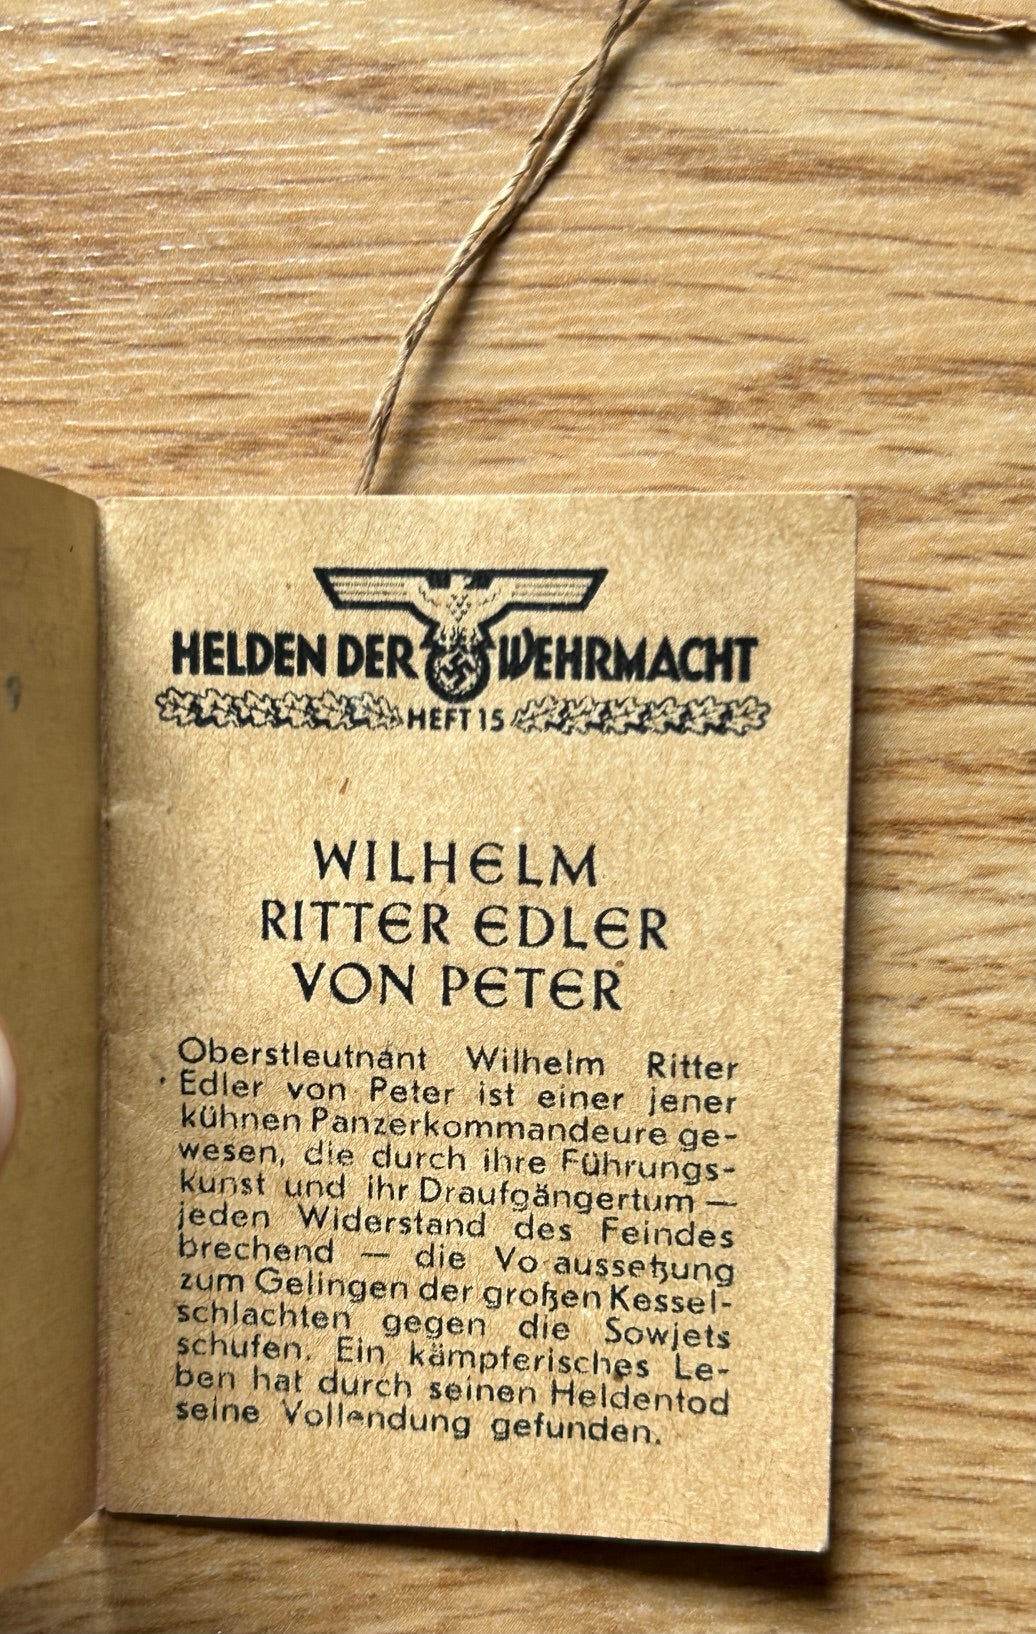 HELDEN DER WEHRMACHT
HEFT 15
WILHELM
RITTER EDLER
VON PETER
Oberstleutnant Wilhelm Ritter
Edler von Peter ist einer jener
kühnen Panzerkommandeure ge-
wesen, die durch ihre Führungs-
kunst und ihr Draufgängertum —
jeden Widerstand des Feindes
brechend — die Vo aussetzung
zum Gelingen der großen Kessel-
schlachten gegen die Sowjets
schufen. Ein kämpferisches Le-
ben hat durch seinen Heldentod
seine Vollendung gefunden.